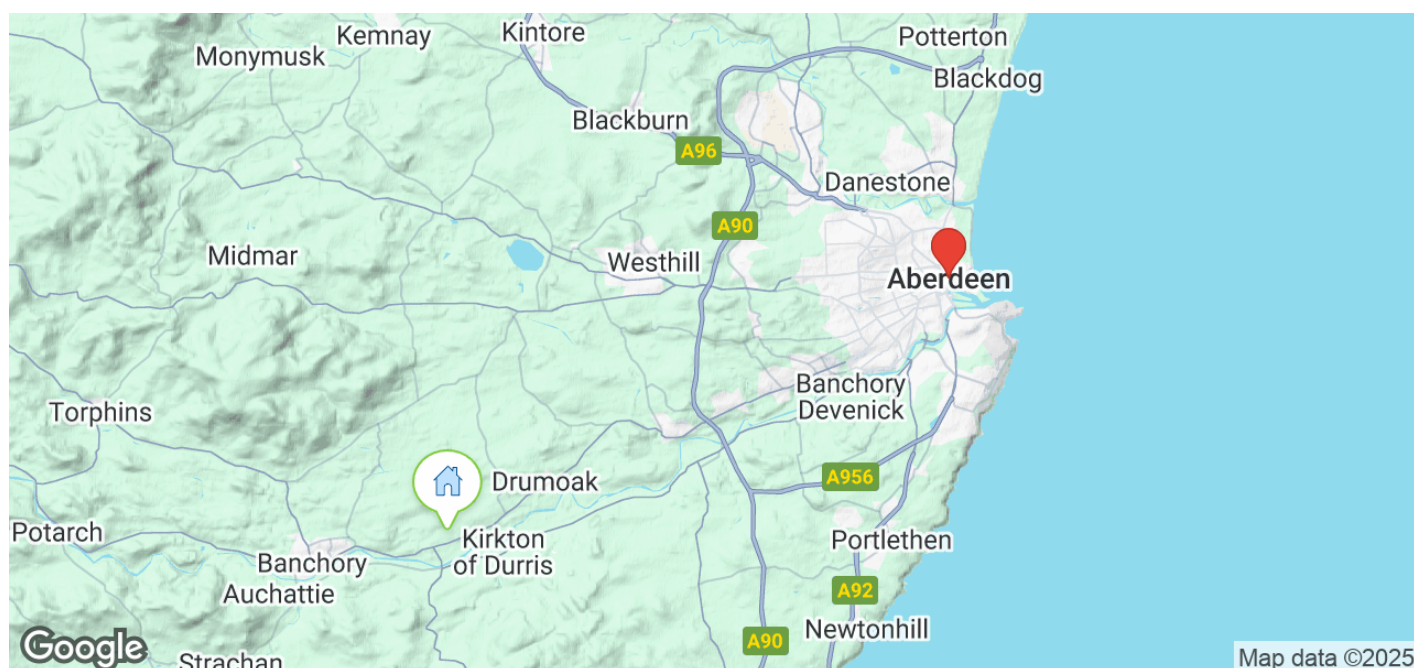 Kemnay
Kintore
Potterton
Monymusk
Blackdog
Blackburn
A96
Danestone
A90
Midmar
Westhill
Aberdeen
Banchory
Devenick
Torphins
Drumoak
A956
Potarch
Kirkton
of Durris
Portlethen
Banchory
Auchattie
A92
Newtonhill
A90
Google
Strachan
Map data ©2025